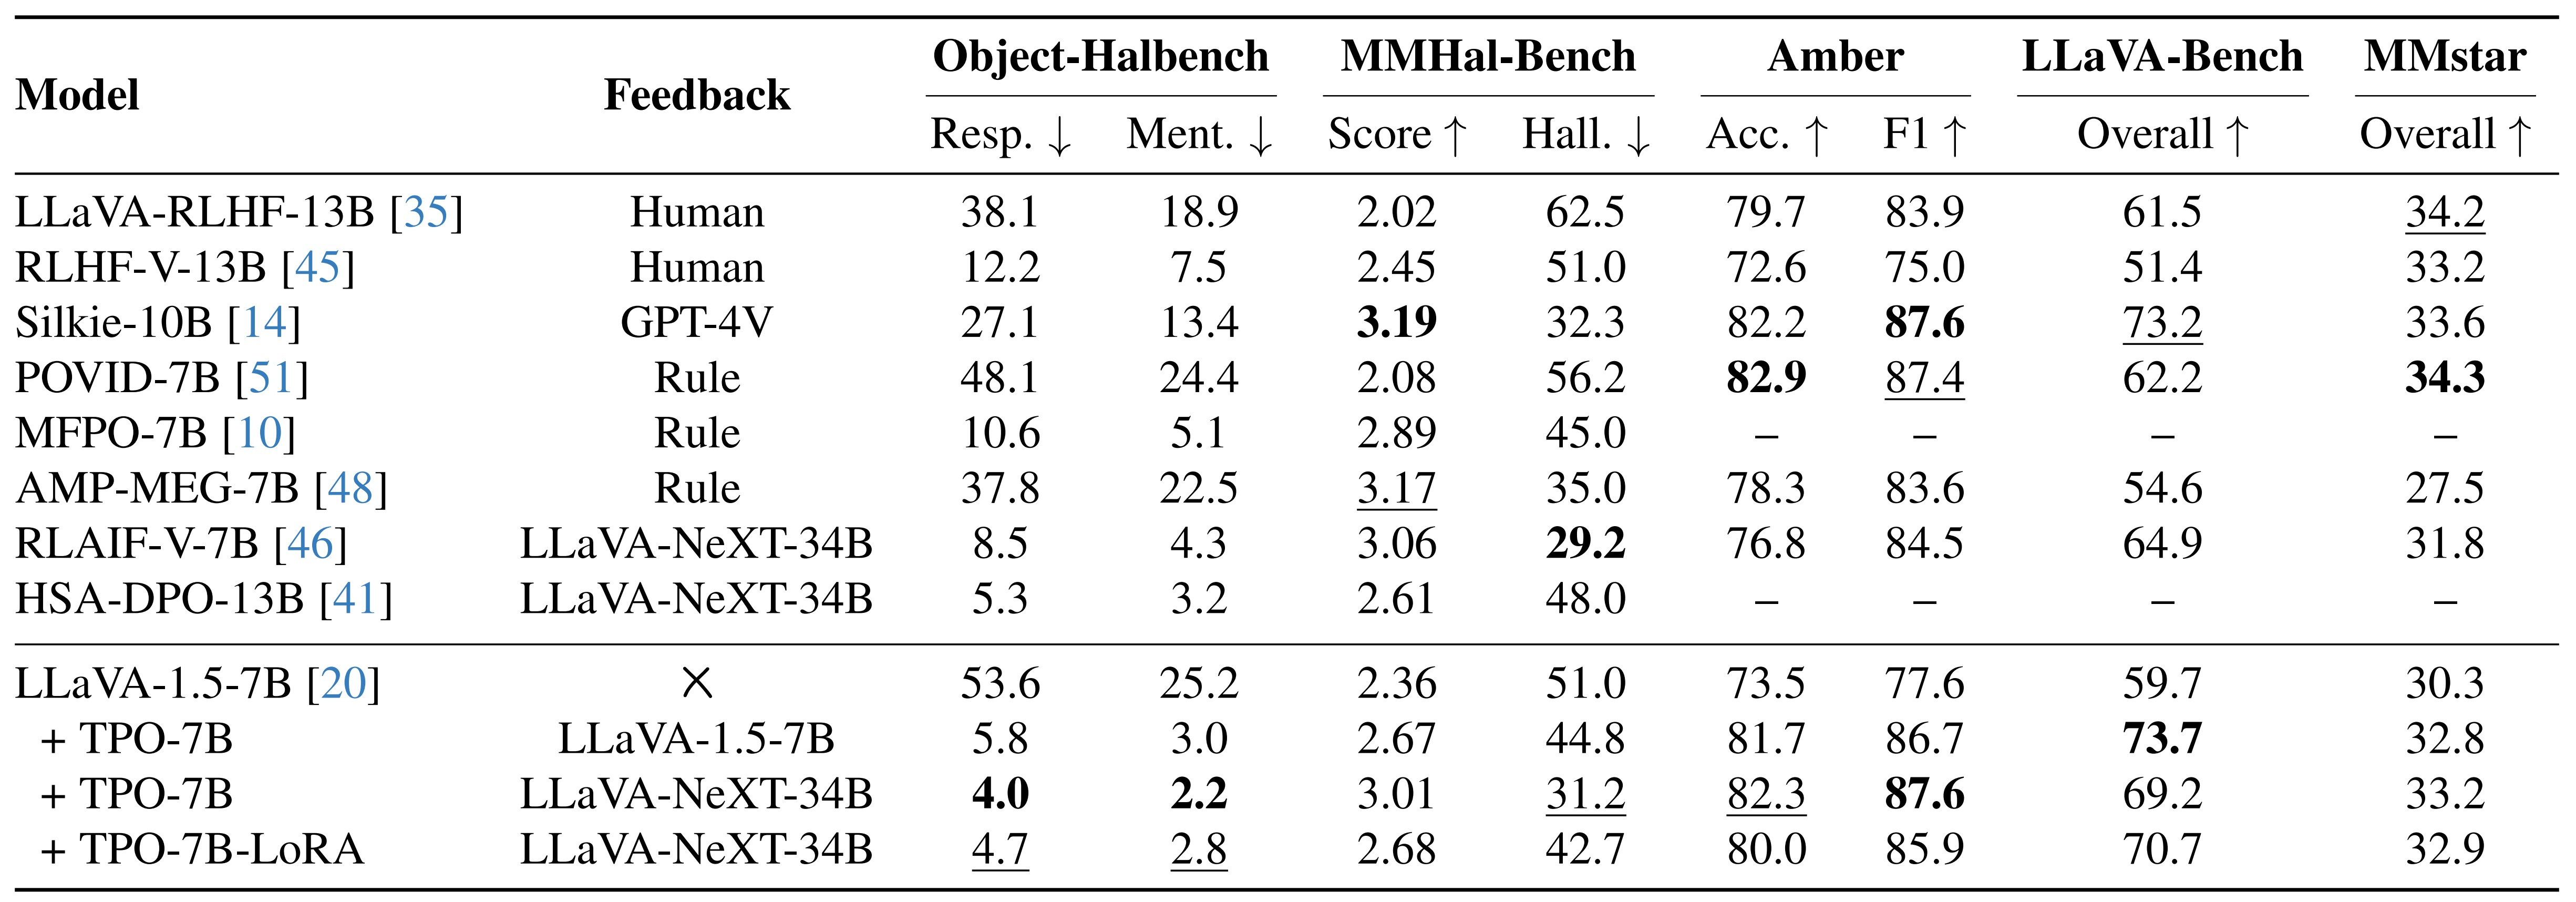 Model Feedback Object-Halbench MMHal-Bench Amber LLaVA-Bench MMstar
Resp. ↓ Ment. ↓ Score ↑ Hall. ↓ Acc. ↑ F1 ↑ Overall ↑ Overall ↑
LLaVA-RLHF-13B [35] Human 38.1 18.9 2.02 62.5 79.7 83.9 61.5 34.2
RLHF-V-13B [45] Human 12.2 7.5 2.45 51.0 72.6 75.0 51.4 33.2
Silkie-10B [14] GPT-4V 27.1 13.4 3.19 32.3 82.2 87.6 73.2 33.6
POVID-7B [51] Rule 48.1 24.4 2.08 56.2 82.9 87.4 62.2 34.3
MFPO-7B [10] Rule 10.6 5.1 2.89 45.0 – – – –
AMP-MEG-7B [48] Rule 37.8 22.5 3.17 35.0 78.3 83.6 54.6 27.5
RLAIF-V-7B [46] LLaVA-NeXT-34B 8.5 4.3 3.06 29.2 76.8 84.5 64.9 31.8
HSA-DPO-13B [41] LLaVA-NeXT-34B 5.3 3.2 2.61 48.0 – – – –
LLaVA-1.5-7B [20] × 53.6 25.2 2.36 51.0 73.5 77.6 59.7 30.3
+ TPO-7B LLaVA-1.5-7B 5.8 3.0 2.67 44.8 81.7 86.7 73.7 32.8
+ TPO-7B LLaVA-NeXT-34B 4.0 2.2 3.01 31.2 82.3 87.6 69.2 33.2
+ TPO-7B-LoRA LLaVA-NeXT-34B 4.7 2.8 2.68 42.7 80.0 85.9 70.7 32.9